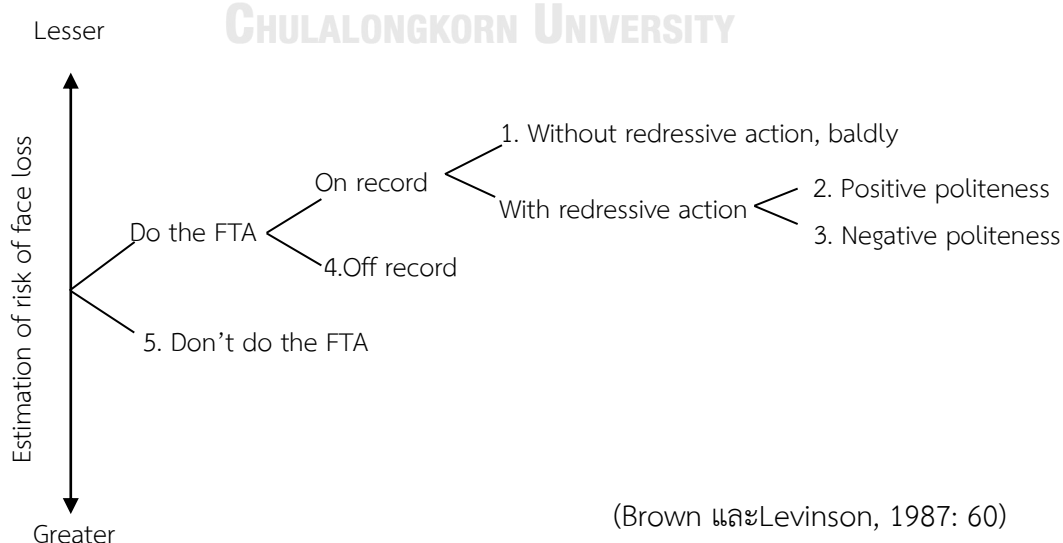 CHULALONGKORN UNIVERSITY
Lesser
Estimation of risk of face loss
1. Without redressive action, baldly
On record
With redressive action
2. Positive politeness
3. Negative politeness
Do the FTA
4.Off record
5. Don’t do the FTA
Greater
(Brown และLevinson, 1987: 60)